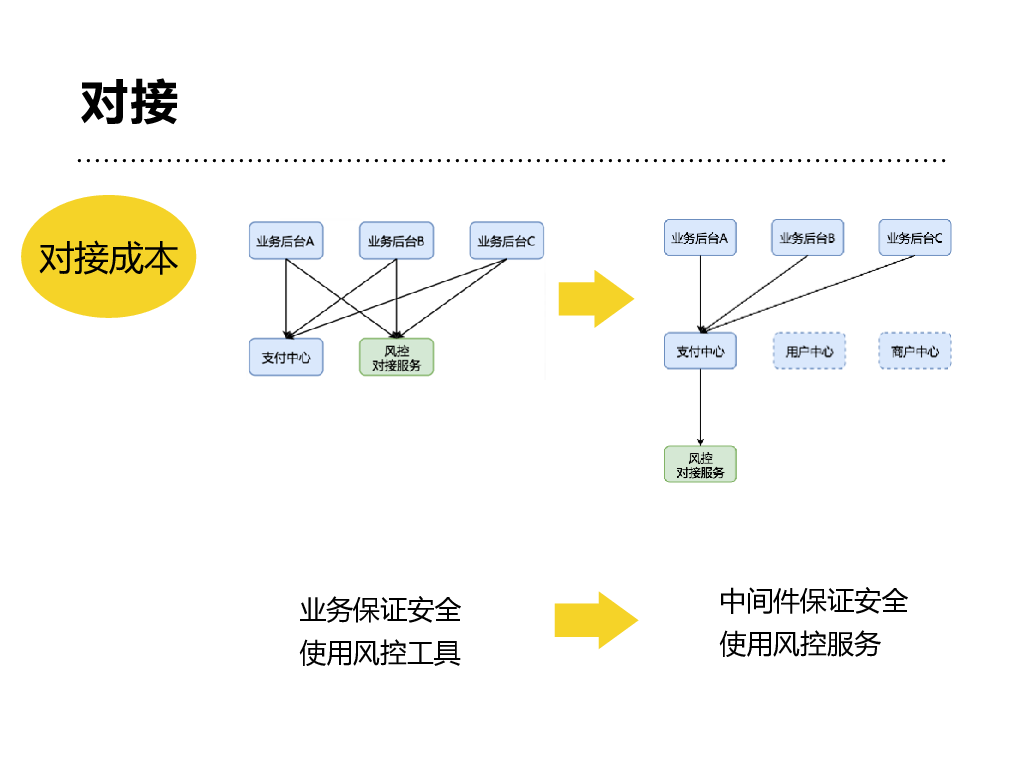 对接
对接成本
业务后台A
业务后台B
业务后台C
支付中心
风控
对接服务
业务后台A
业务后台B
业务后台C
支付中心
用户中心
商户中心
风控
对接服务
业务保证安全
使用风控工具
中间件保证安全
使用风控服务